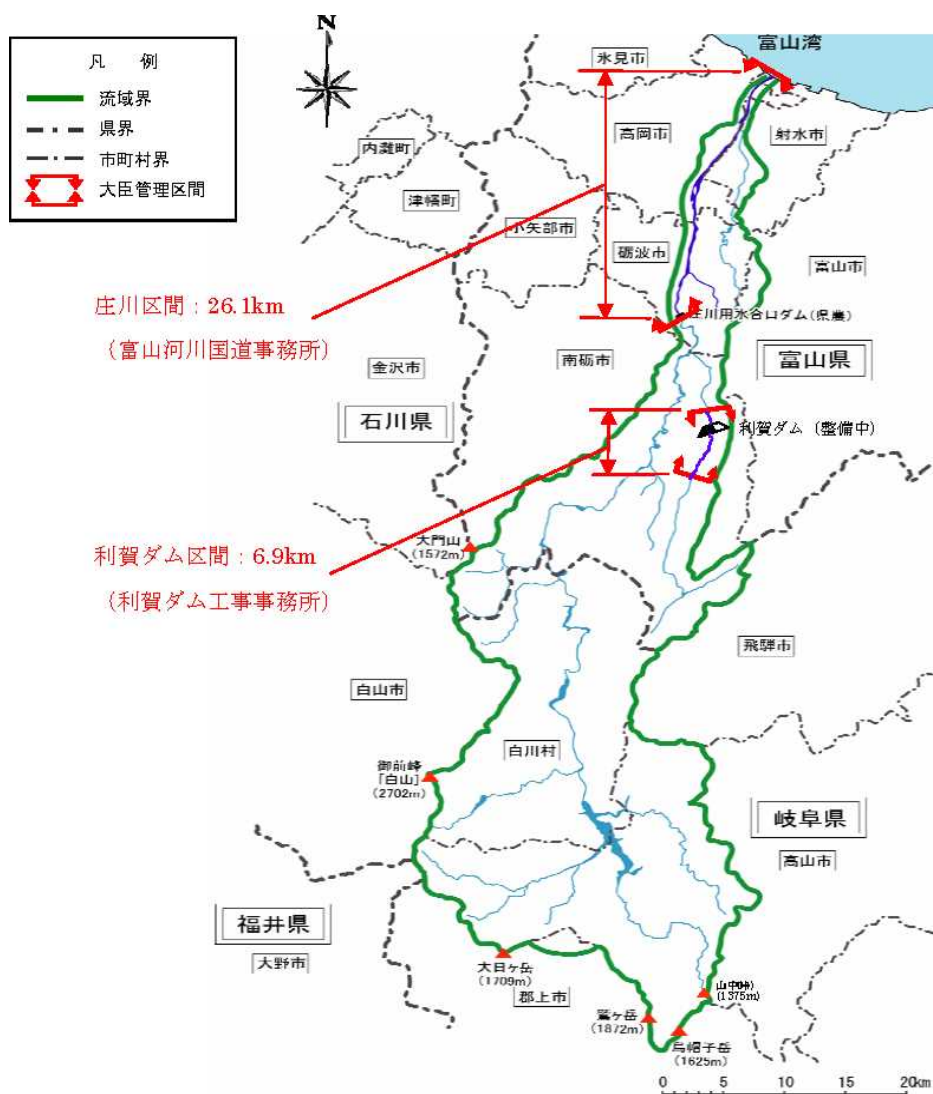 N
富山湾
凡　例
流域界
県界
市町村界
大臣管理区間
氷見市
高岡市
射水市
内灘町
津幡町
小矢部市
砺波市
富山市
庄川区間：26.1km
（富山河川国道事務所）
庄川用水合口ダム(県農)
南砺市
富山県
金沢市
石川県
利賀ダム（整備中）
大門山
(1572m)
利賀ダム区間：6.9km
（利賀ダム工事事務所）
飛騨市
白山市
白川村
御前峰
「白山」
(2702m)
岐阜県
高山市
福井県
大野市
大日ヶ岳
(1709m)
郡上市
山中峠
(1375m)
鷲ヶ岳
(1872m)
烏帽子岳
(1625m)
0 5 10 15 20km